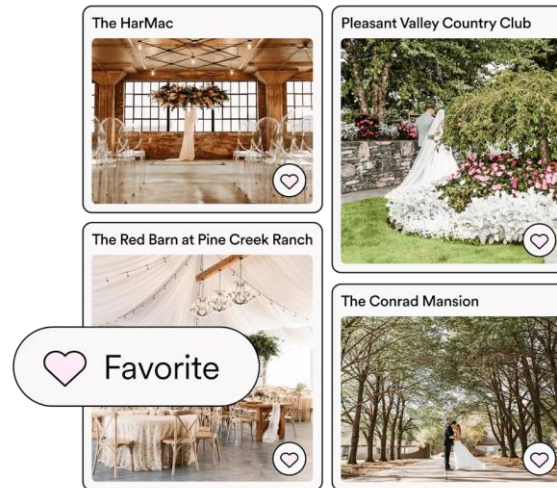 The HarMac
Pleasant Valley Country Club
The Red Barn at Pine Creek Ranch
The Conrad Mansion
Favorite